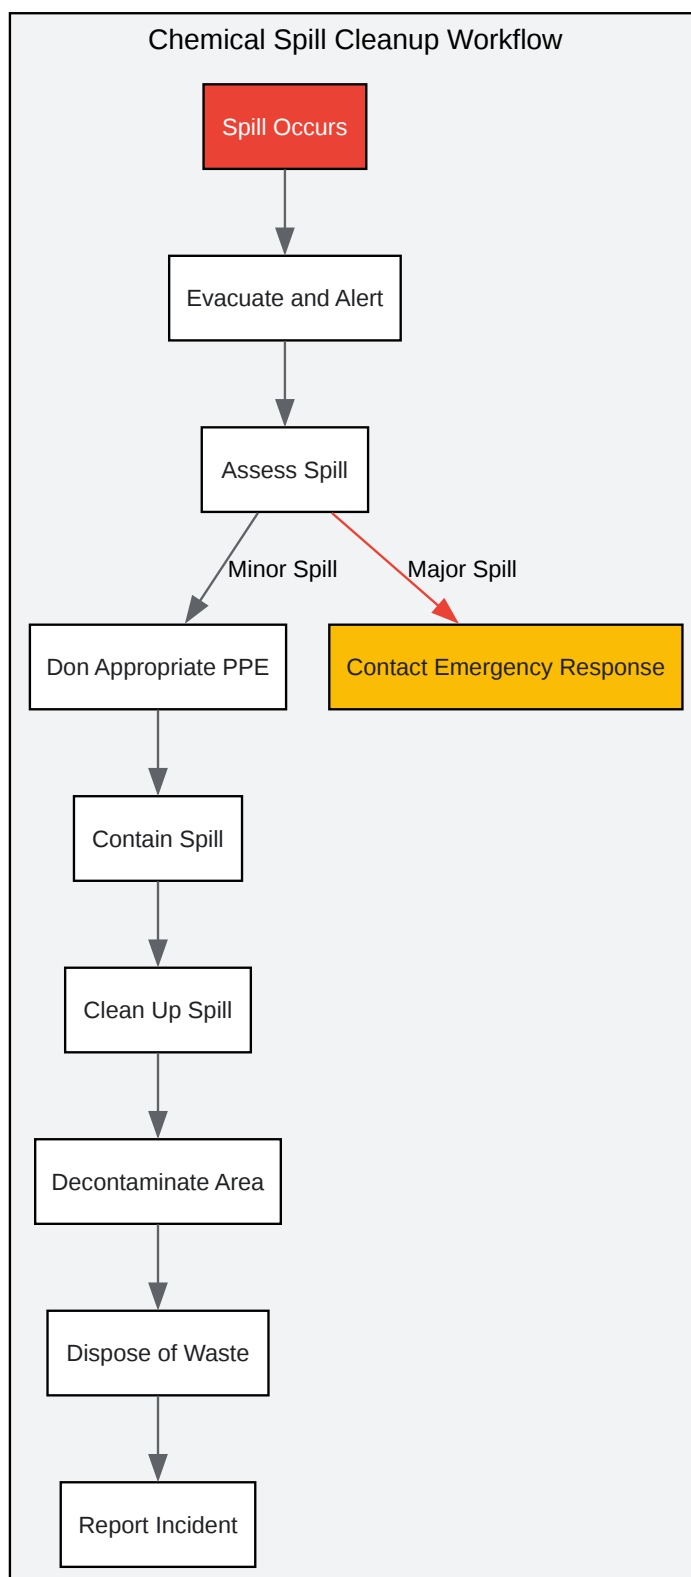 Chemical Spill Cleanup Workflow
Spill Occurs
Evacuate and Alert
Assess Spill
Minor Spill
Major Spill
Don Appropriate PPE
Contact Emergency Response
Contain Spill
Clean Up Spill
Decontaminate Area
Dispose of Waste
Report Incident